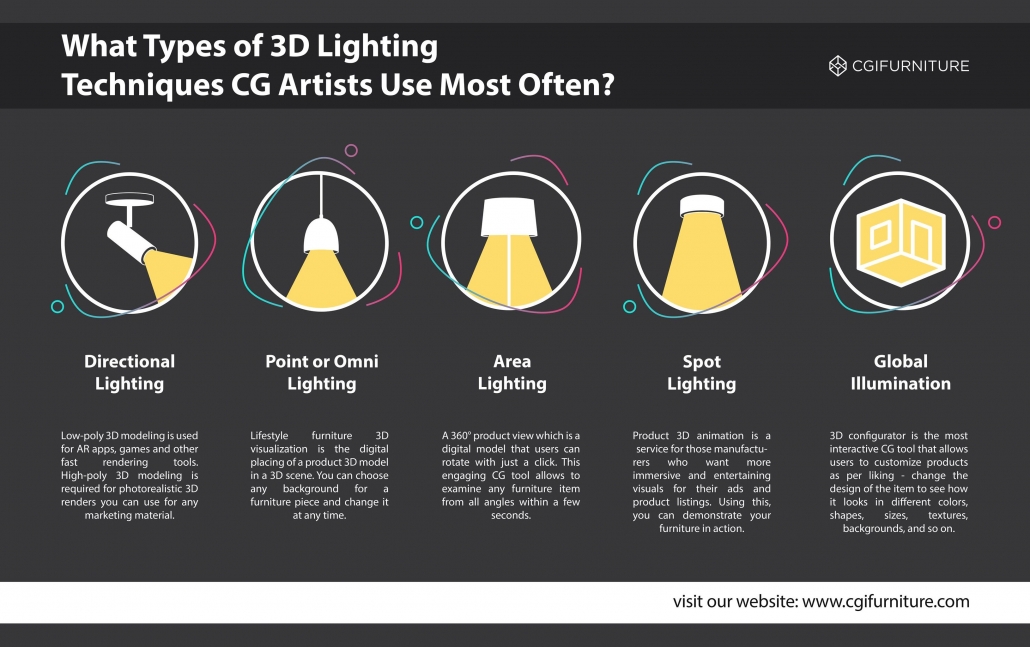 What Types of 3D Lighting
Techniques CG Artists Use Most Often?
CGIFURNITURE
Directional
Lighting
Low-poly 3D modeling is used
for AR apps, games and other
fast rendering tools.
High-poly 3D modeling is
required for photorealistic 3D
renders you can use for any
marketing material.
Point or Omni
Lighting
Lifestyle furniture 3D
visualization is the digital
placing of a product 3D model
in a 3D scene. You can choose
any background for a
furniture piece and change it
at any time.
Area
Lighting
A 360° product view which is a
digital model that users can
rotate with just a click. This
engaging CG tool allows to
examine any furniture item
from all angles within a few
seconds.
Spot
Lighting
Product 3D animation is a
service for those manufactu-
rers who want more
immersive and entertaining
visuals for their ads and
product listings. Using this,
you can demonstrate your
furniture in action.
Global
Illumination
3D configurator is the most
interactive CG tool that allows
users to customize products
as per liking - change the
design of the item to see how
it looks in different colors,
shapes, sizes, textures,
backgrounds, and so on.
visit our website: www.cgifurniture.com